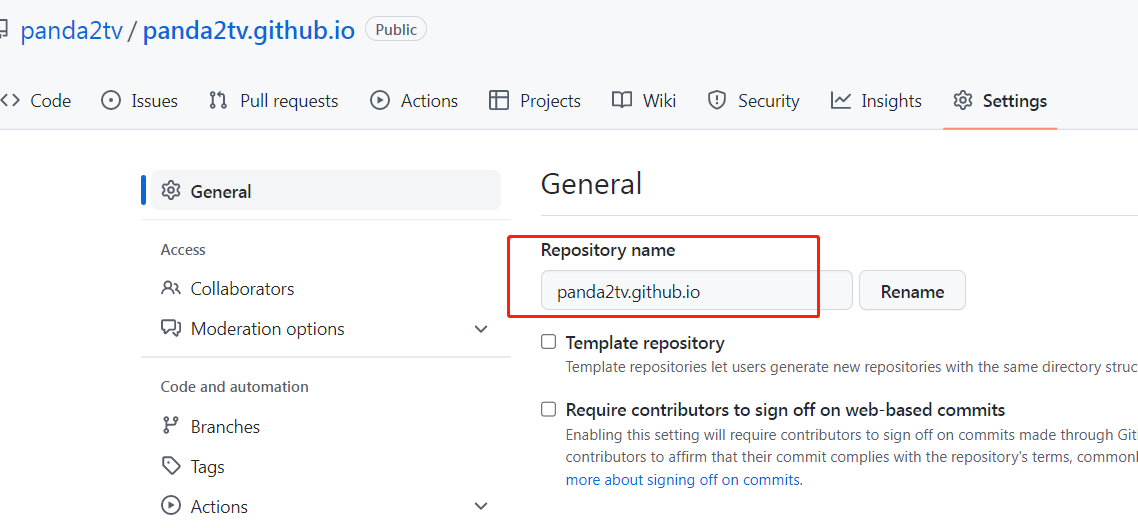 panda2tv / panda2tv.github.io Public
Code Issues Pull requests Actions Projects Wiki Security Insights Settings
General
Access
Collaborators
Moderation options
Code and automation
Branches
Tags
Actions
General
Repository name
panda2tv.github.io Rename
Template repository
Template repositories let users generate new repositories with the same directory struc
Require contributors to sign off on web-based commits
Enabling this setting will require contributors to sign off on commits made through Git
contributors to affirm that their commit complies with the repository's terms, commonl
more about signing off on commits.